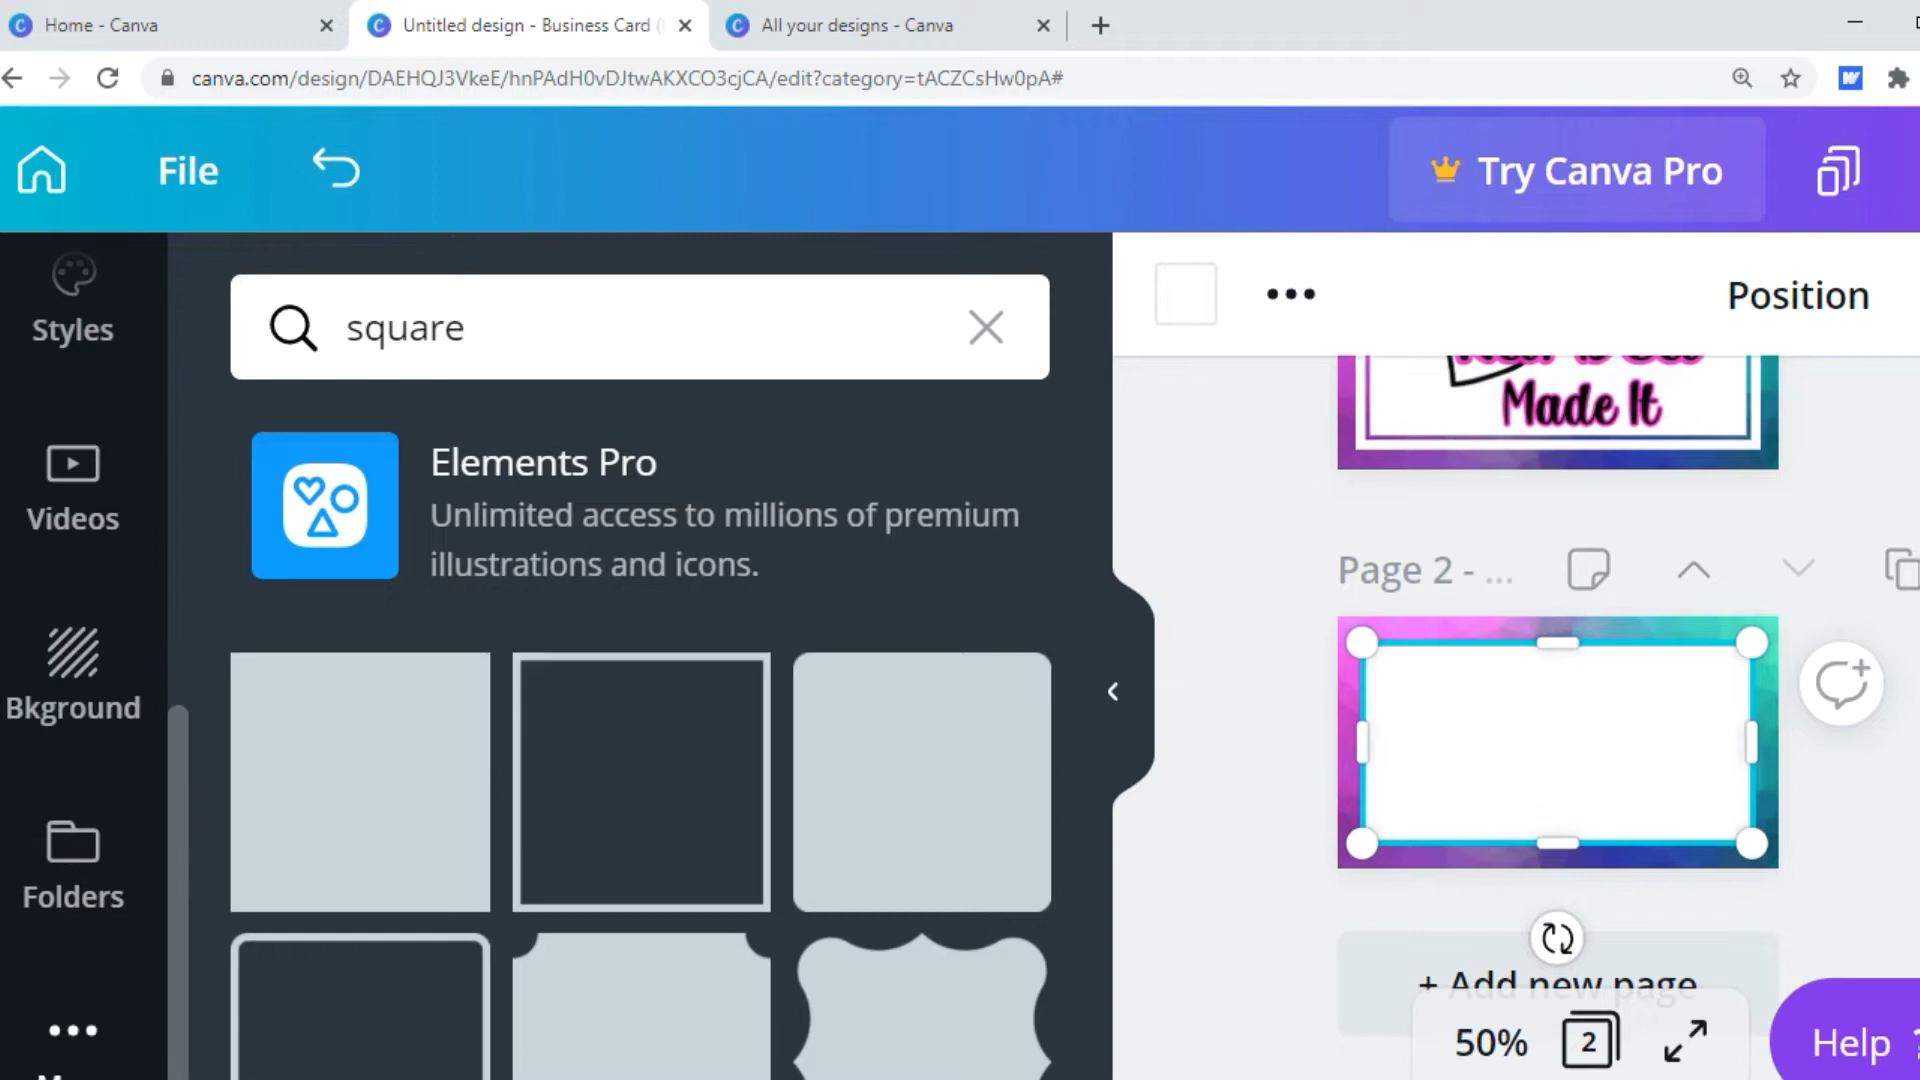 Home - Canva
Untitled design - Business Card (
All your designs - Canva
canva.com/design/DAEHQJ3VkeE/hnPAdH0vDJtwAKXCO3cjCA/edit?category=tACZCsHw0pA#
File
Try Canva Pro
Styles
square
Position
Made It
Elements Pro
Unlimited access to millions of premium
illustrations and icons.
Videos
Page 2 - ...
Bkground
Folders
+ Add new page
50%
2
Help ?